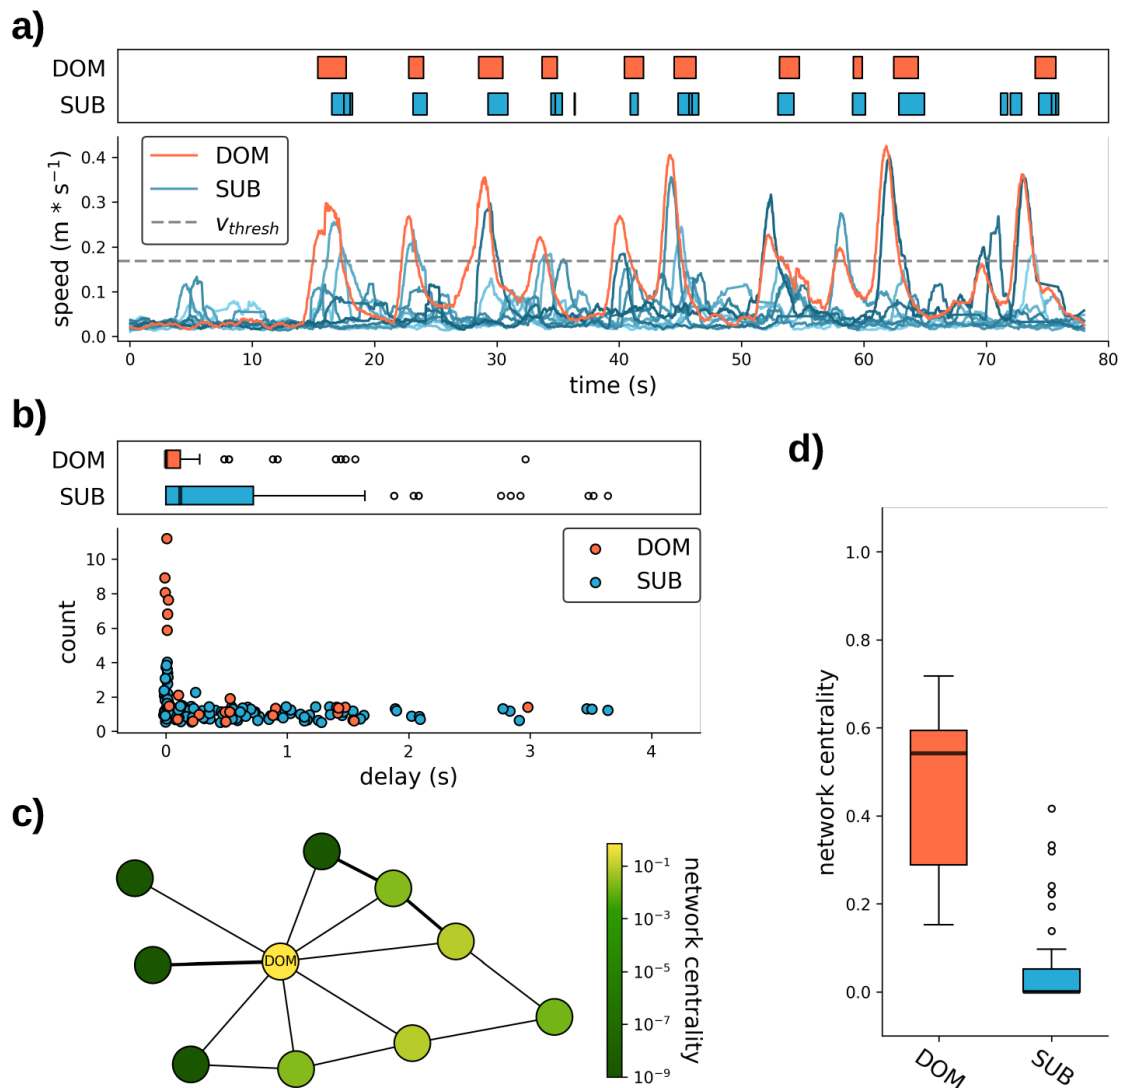 a)
DOM
SUB
speed (m * s⁻¹)
0.4
0.3
0.2
0.1
0.0
DOM
SUB
v_thresh
0 10 20 30 40 50 60 70 80
time (s)
b)
DOM
SUB
count
10
8
6
4
2
0
DOM
SUB
0 1 2 3 4
delay (s)
c)
DOM
10⁻¹
10⁻³
10⁻⁵
10⁻⁷
10⁻⁹
network centrality
d)
network centrality
1.0
0.8
0.6
0.4
0.2
0.0
DOM
SUB